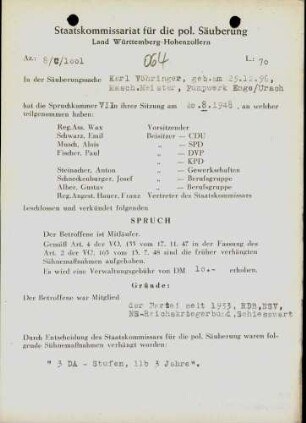 Staatskommissariat für die pol. Säuberung
Land Württemberg-Hohenzollern
Az.: 8/C/1001
064
L: 70
In der Säuberungssache Karl Vöhringer, geb.am 25.12.96,
Masch.Meister, Pumpwerk Enge/Urach
hat die Spruchkammer VII in ihrer Sitzung am 20.8.1948, an welcher
teilgenommen haben:
Reg.Ass. Wax Vorsitzender
Schwarz, Emil Beisitzer – CDU
Musch, Alois „ – SPD
Fischer, Paul „ – DVP
„ – KPD
Steinacher, Anton „ – Gewerkschaften
Schneckenburger, Josef „ – Berufsgruppe
Alber, Gustav „ – Berufsgruppe
Reg.Angest. Hauer, Franz Vertreter des Staatskommissars
beschlossen und verkündet folgenden
SPRUCH
Der Betroffene ist Mitläufer.
Gemäß Art. 4 der VO. 133 vom 17. 11. 47 in der Fassung des
Art. 2 der VO. 165 vom 13. 7. 48 sind die früher verhängten
Sühnemaßnahmen aufgehoben.
Es wird eine Verwaltungsgebühr von DM 10.- erhoben.
Gründe:
Der Betroffene war Mitglied
der Partei seit 1933, RDB, NSV,
NS-Reichskriegerbund, Schiesswart
Durch Entscheidung des Staatskommissars für die pol. Säuberung waren fol-
gende Sühnemaßnahmen verhängt worden:
" 3 DA - Stufen, 11b 3 Jahre".